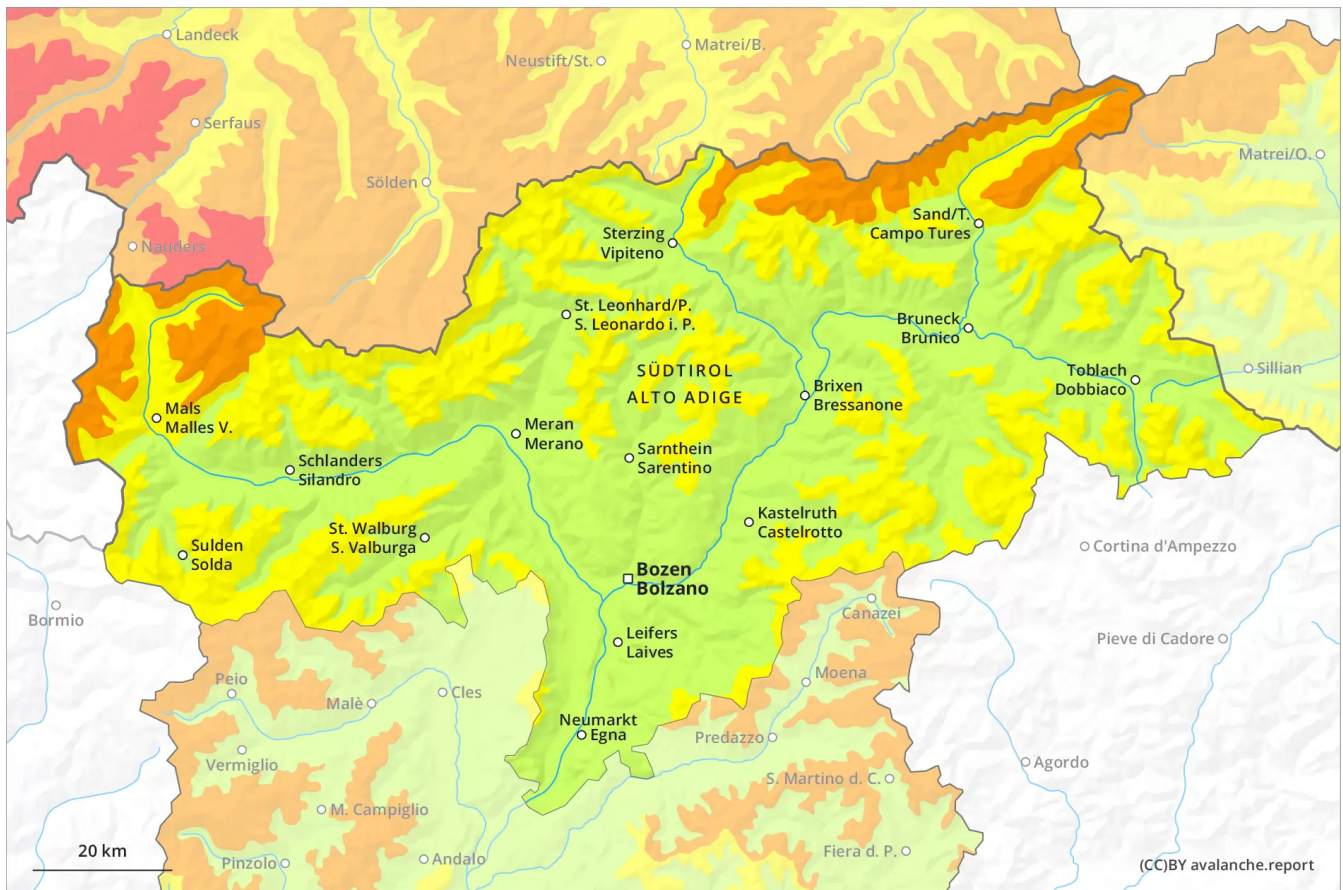 Landeck
Matrei/B.
Neustift/St.
Serfaus
Matrei/O.
Sölden
Sand/T.
Campo Tures
Sterzing
Vipiteno
Nauders
St. Leonhard/P.
S. Leonardo i. P.
Bruneck
Brunico
SÜDTIROL
ALTO ADIGE
Toblach
Dobbiaco
Sillian
Brixen
Bressanone
Mals
Malles V.
Meran
Merano
Sarnthein
Sarentino
Schlanders
Silandro
Kastelruth
Castelrotto
St. Walburg
S. Valburga
Sulden
Solda
Cortina d'Ampezzo
Bozen
Bolzano
Bormio
Canazei
Leifers
Laives
Pieve di Cadore
Peio
Moena
Malè
Cles
Neumarkt
Egna
Predazzo
Vermiglio
Agordo
S. Martino d. C.
M. Campiglio
20 km
Pinzolo
Andalo
Fiera d. P.
(CC)BY avalanche.report